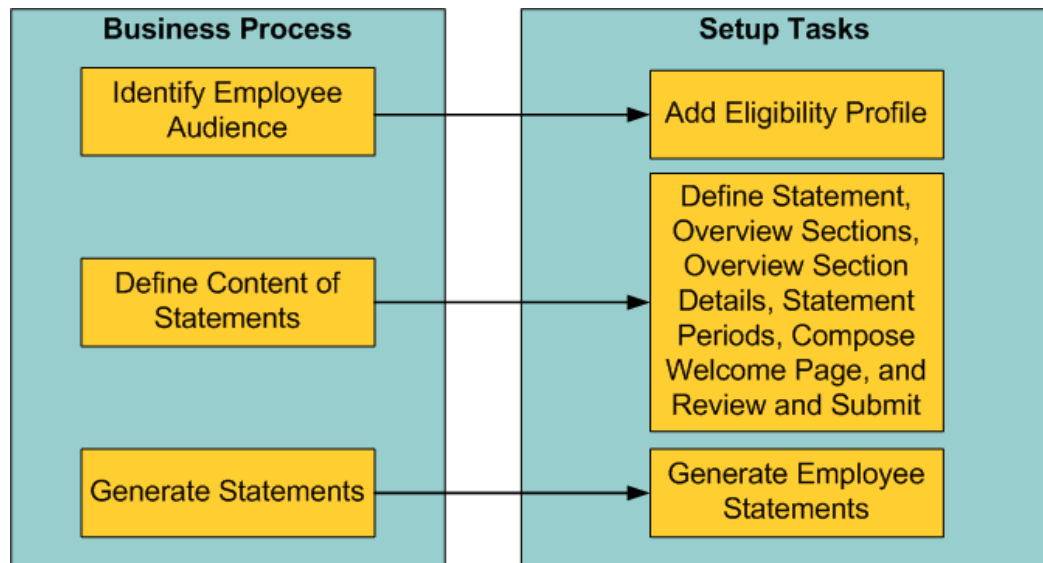 Business Process
Identify Employee
Audience
Define Content of
Statements
Generate Statements
Setup Tasks
Add Eligibility Profile
Define Statement,
Overview Sections,
Overview Section
Details, Statement
Periods, Compose
Welcome Page, and
Review and Submit
Generate Employee
Statements